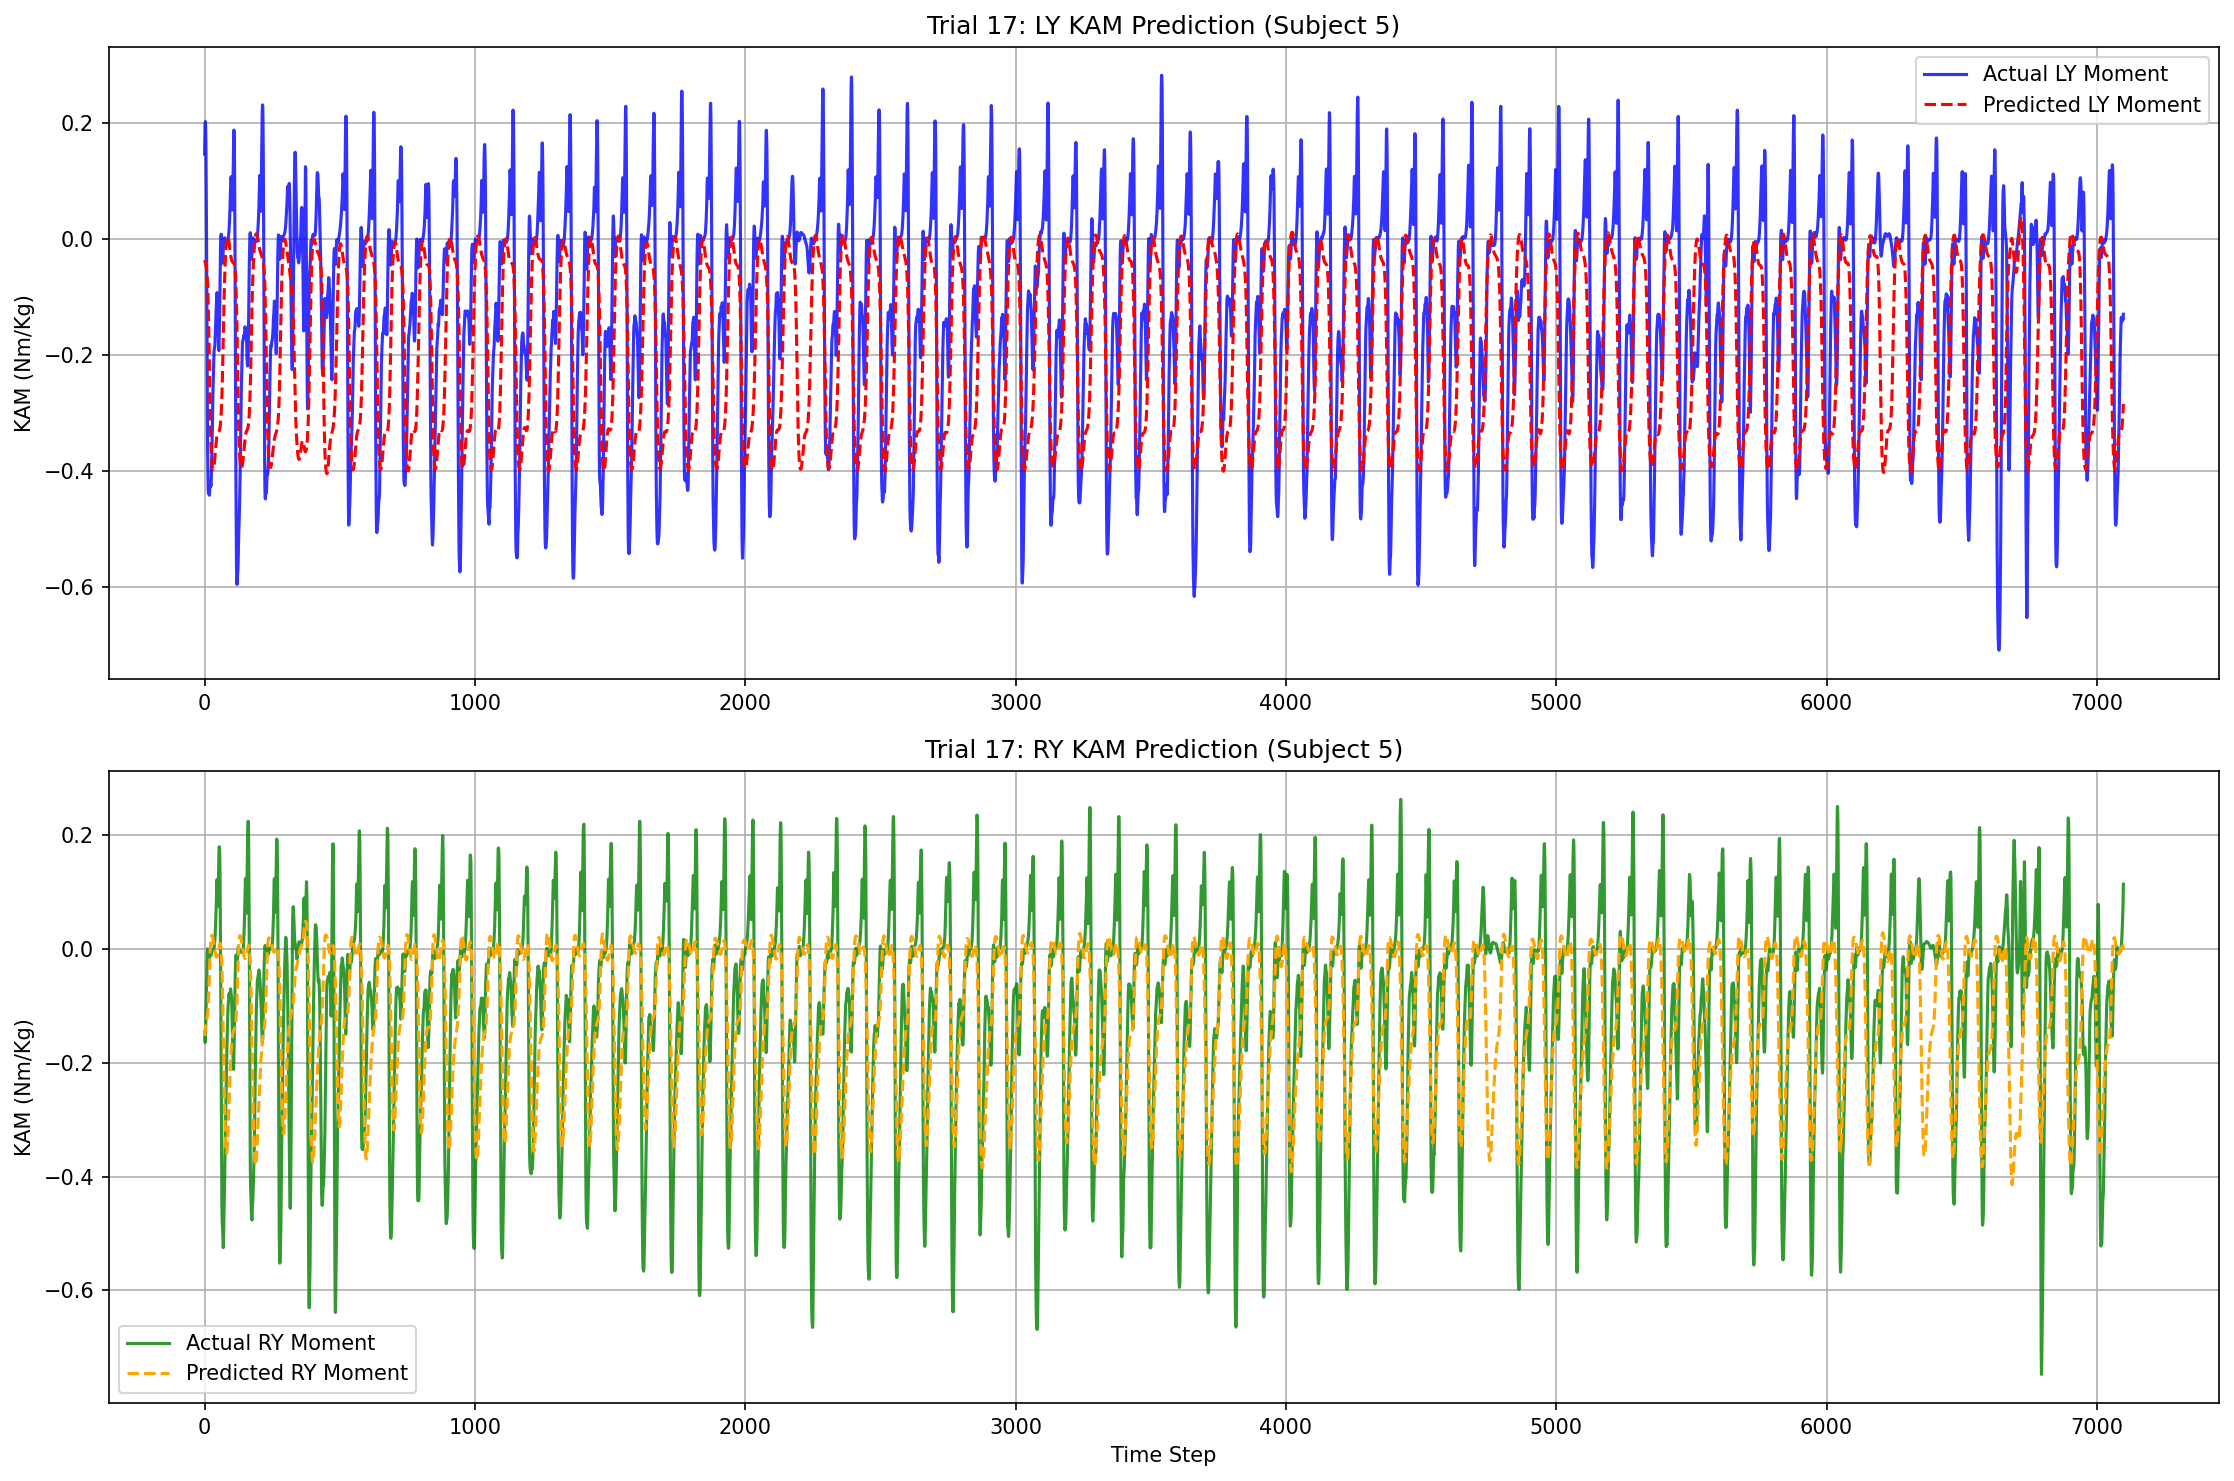 Trial 17: LY KAM Prediction (Subject 5)
Actual LY Moment
Predicted LY Moment
KAM (Nm/Kg)
0.2
0.0
−0.2
−0.4
−0.6
0 1000 2000 3000 4000 5000 6000 7000
Trial 17: RY KAM Prediction (Subject 5)
KAM (Nm/Kg)
0.2
0.0
−0.2
−0.4
−0.6
Actual RY Moment
Predicted RY Moment
0 1000 2000 3000 4000 5000 6000 7000
Time Step